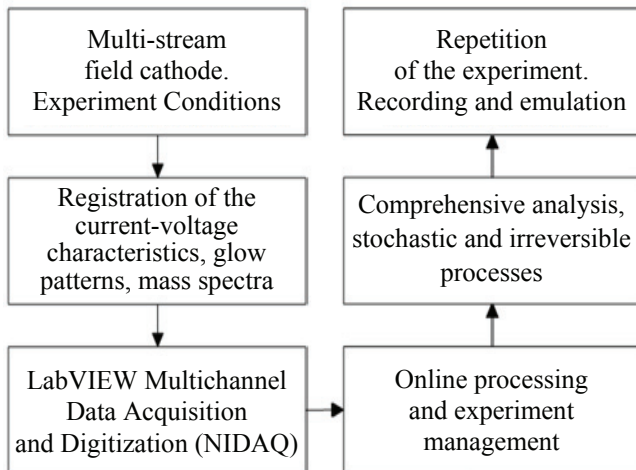 Multi-stream
field cathode.
Experiment Conditions
Registration of the
current-voltage
characteristics, glow
patterns, mass spectra
LabVIEW Multichannel
Data Acquisition
and Digitization (NIDAQ)
Online processing
and experiment
management
Comprehensive analysis,
stochastic and irreversible
processes
Repetition
of the experiment.
Recording and emulation